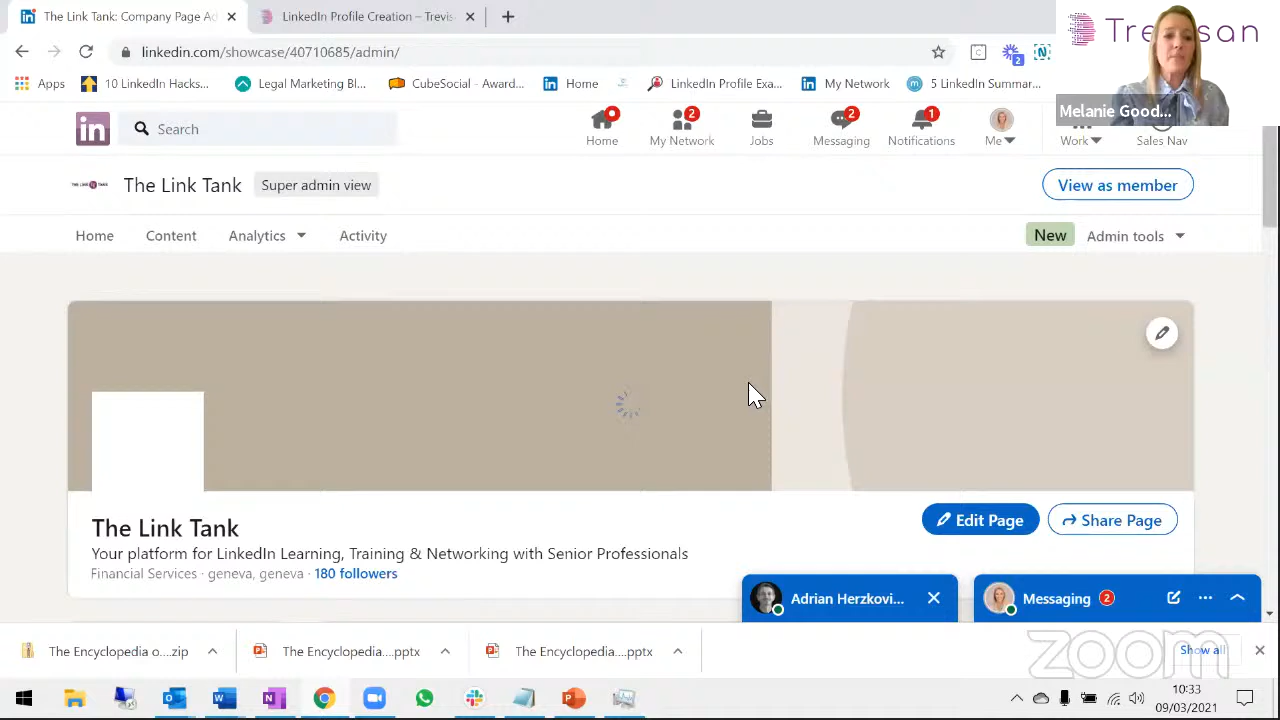 The Link Tank: Company Page A
LinkedIn Profile Creation – Trevi
linkedin.com/showcase/40710685/admin/
2
Apps
10 LinkedIn Hacks...
Legal Marketing Bl...
CubeSocial - Award...
Home
LinkedIn Profile Exa...
My Network
5 LinkedIn Summar...
Melanie Good...
in
Search
Home
2
My Network
Jobs
2
Messaging
1
Notifications
Me
Work
Sales Nav
The Link Tank
Super admin view
View as member
Home
Content
Analytics
Activity
New
Admin tools
The Link Tank
Edit Page
Share Page
Your platform for LinkedIn Learning, Training & Networking with Senior Professionals
Financial Services · geneva, geneva · 180 followers
Adrian Herzkovi...
Messaging
2
The Encyclopedia o....zip
The Encyclopedia....pptx
The Encyclopedia....pptx
Show all
zoom
10:33
09/03/2021